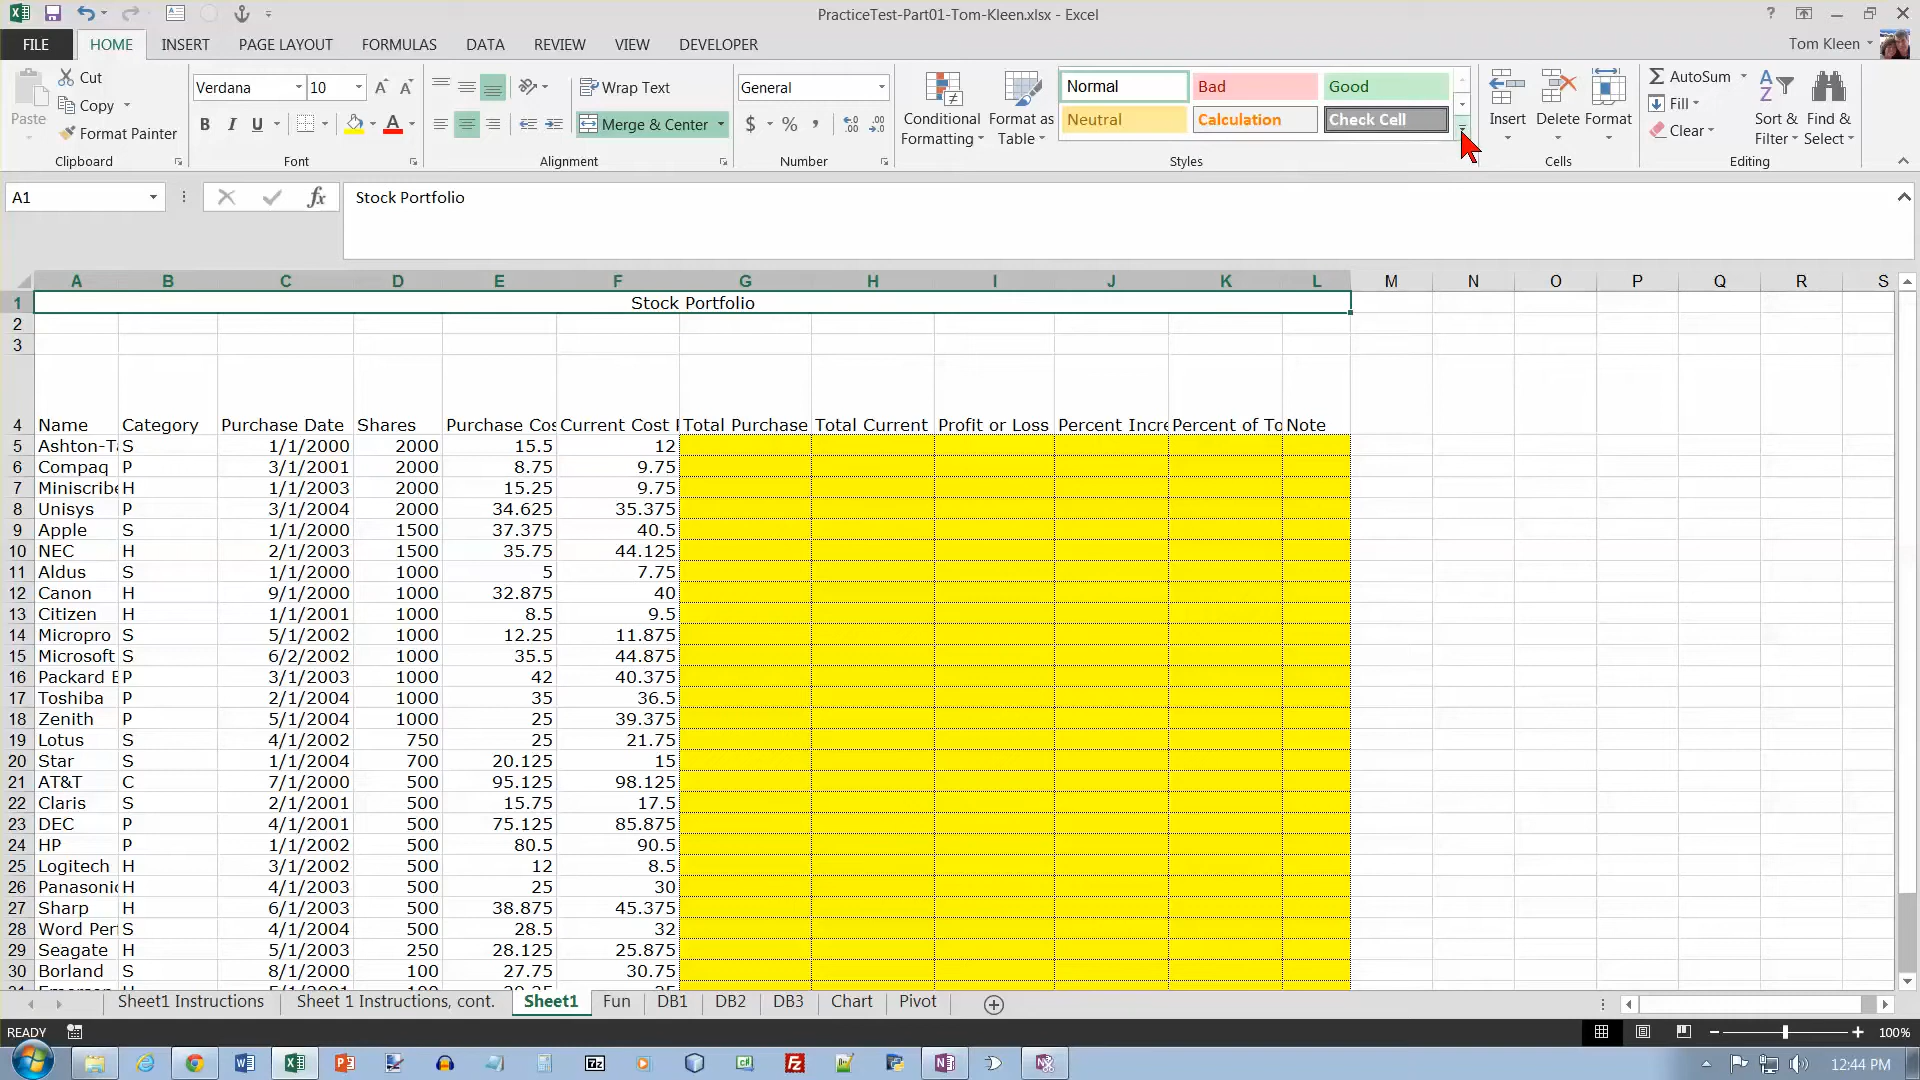 PracticeTest-Part01-Tom-Kleen.xlsx - Excel
FILE HOME INSERT PAGE LAYOUT FORMULAS DATA REVIEW VIEW DEVELOPER Tom Kleen
Paste Cut Copy Format Painter Clipboard
Verdana 10 B I U A A A Font
Wrap Text Merge & Center Alignment
General $ % , Number
Conditional Formatting Format as Table
Normal Bad Good
Neutral Calculation Check Cell
Styles
Insert Delete Format Cells
AutoSum Fill Clear Sort & Filter Find & Select Editing
A1 fx Stock Portfolio
A B C D E F G H I J K L M N O P Q R S
1 Stock Portfolio
2
3
4 Name Category Purchase Date Shares Purchase Cos Current Cost Total Purchase Total Current Profit or Loss Percent Incre Percent of To Note
5 Ashton-Ta S 1/1/2000 2000 15.5 12
6 Compaq P 3/1/2001 2000 8.75 9.75
7 Miniscribe H 1/1/2003 2000 15.25 9.75
8 Unisys P 3/1/2004 2000 34.625 35.375
9 Apple S 1/1/2000 1500 37.375 40.5
10 NEC H 2/1/2003 1500 35.75 44.125
11 Aldus S 1/1/2000 1000 5 7.75
12 Canon H 9/1/2000 1000 32.875 40
13 Citizen H 1/1/2001 1000 8.5 9.5
14 Micropro S 5/1/2002 1000 12.25 11.875
15 Microsoft S 6/2/2002 1000 35.5 44.875
16 Packard P 3/1/2003 1000 42 40.375
17 Toshiba P 2/1/2004 1000 35 36.5
18 Zenith P 5/1/2004 1000 25 39.375
19 Lotus S 4/1/2002 750 25 21.75
20 Star S 1/1/2004 700 20.125 15
21 AT&T C 7/1/2000 500 95.125 98.125
22 Claris S 2/1/2001 500 15.75 17.5
23 DEC P 4/1/2001 500 75.125 85.875
24 HP P 1/1/2002 500 80.5 90.5
25 Logitech H 3/1/2002 500 12 8.5
26 Panasonic H 4/1/2003 500 25 30
27 Sharp H 6/1/2003 500 38.875 45.375
28 Word Per S 4/1/2004 500 28.5 32
29 Seagate H 5/1/2003 250 28.125 25.875
30 Borland S 8/1/2000 100 27.75 30.75
Sheet1 Instructions Sheet 1 Instructions, cont. Sheet1 Fun DB1 DB2 DB3 Chart Pivot
READY 100%
12:44 PM